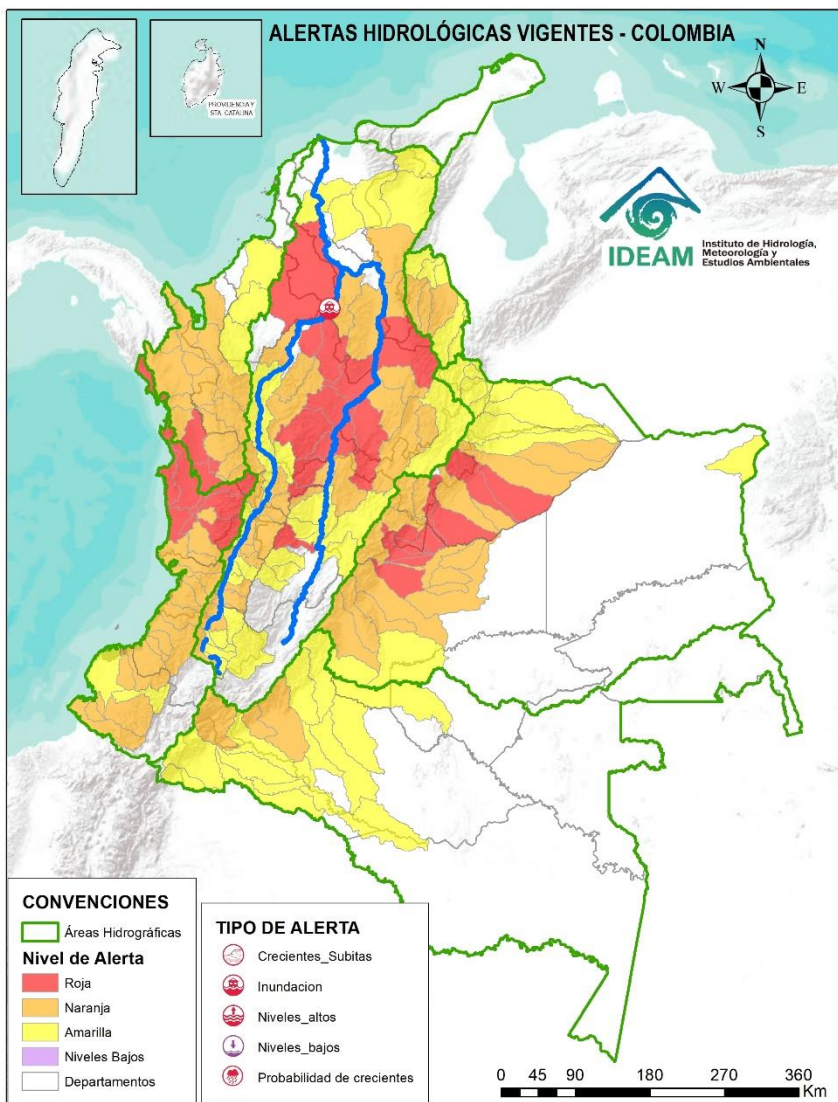 ALERTAS HIDROLÓGICAS VIGENTES - COLOMBIA
PROVIDENCIA Y
STA. CATALINA
N
W
E
S
IDEAM
Instituto de Hidrología,
Meteorología y
Estudios Ambientales
CONVENCIONES
Áreas Hidrográficas
Nivel de Alerta
Roja
Naranja
Amarilla
Niveles Bajos
Departamentos
TIPO DE ALERTA
Crecientes_Subitas
Inundacion
Niveles_altos
Niveles_bajos
Probabilidad de crecientes
0 45 90 180 270 360
Km